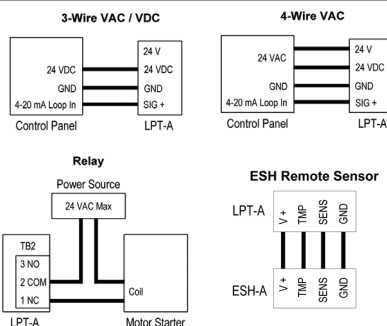 3-Wire VAC / VDC
24 V
24 VDC
24 VDC
GND
GND
4-20 mA Loop In
SIG +
Control Panel
LPT-A
4-Wire VAC
24 VAC
24 V
24 VDC
GND
GND
4-20 mA Loop In
SIG +
Control Panel
LPT-A
Relay
Power Source
24 VAC Max
TB2
3 NO
2 COM
1 NC
Coil
LPT-A
Motor Starter
ESH Remote Sensor
LPT-A
V +
TMP
SENS
GND
ESH-A
V +
TMP
SENS
GND